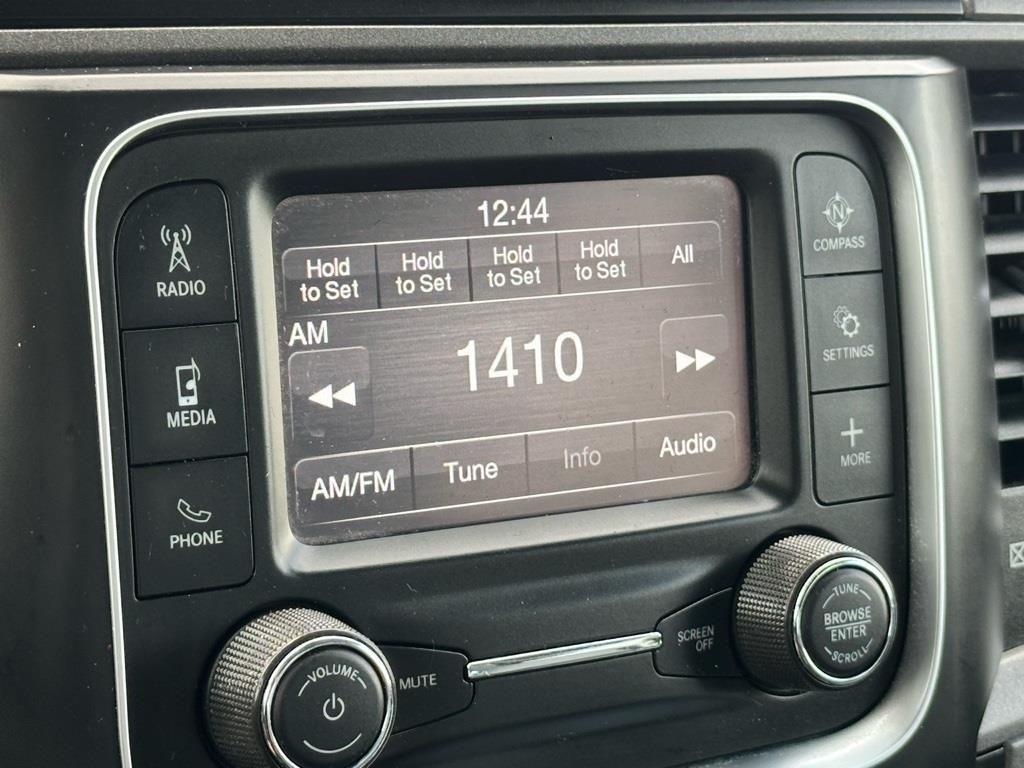 12:44
Hold to Set
Hold to Set
Hold to Set
Hold to Set
All
AM
1410
AM/FM
Tune
Info
Audio
RADIO
MEDIA
PHONE
N
COMPASS
SETTINGS
MORE
VOLUME
MUTE
SCREEN
OFF
TUNE
BROWSE
ENTER
SCROLL